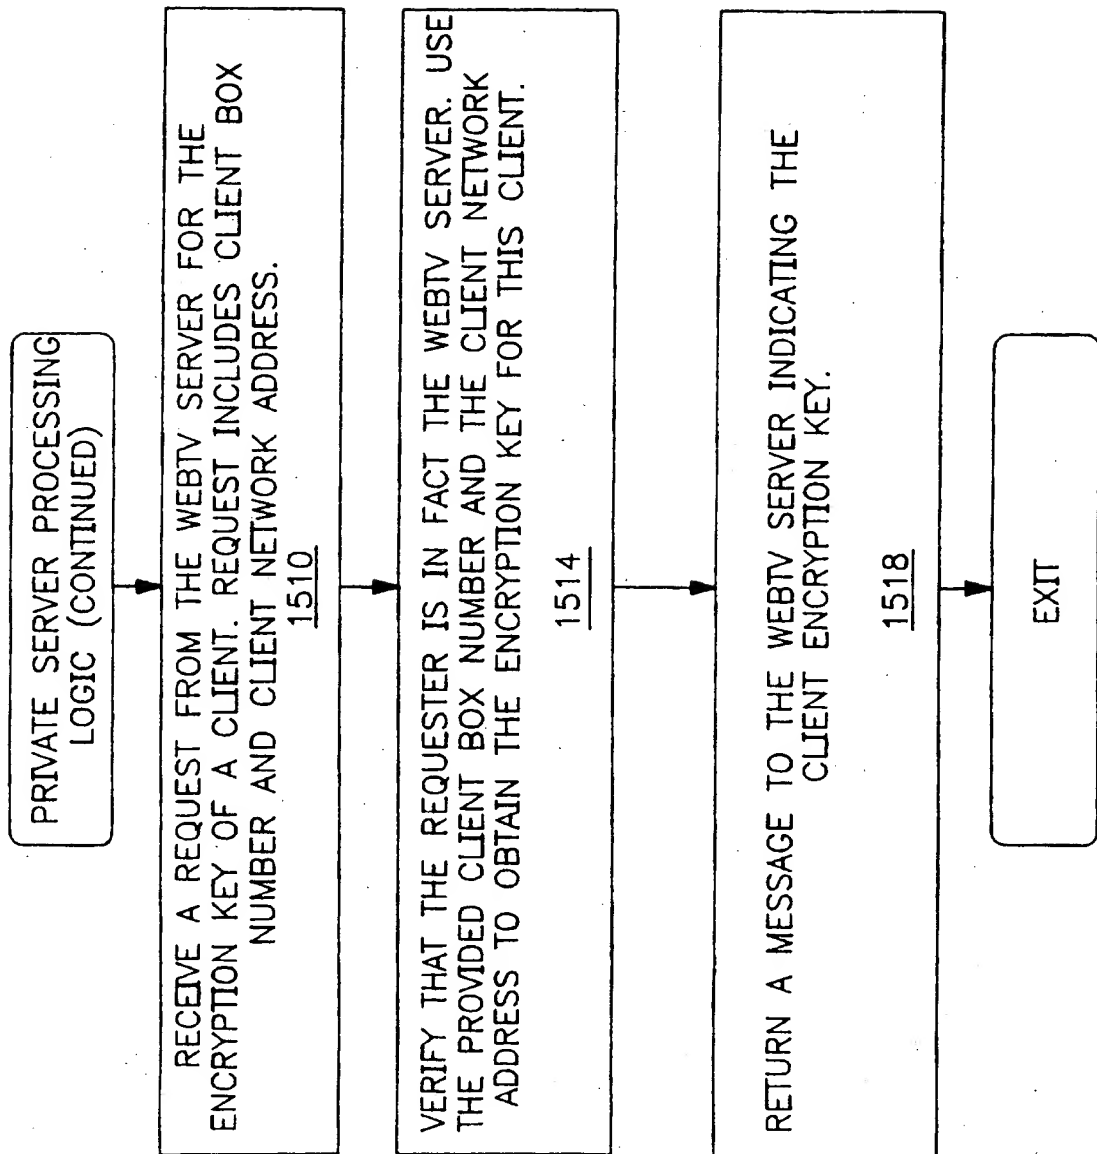 PRIVATE SERVER PROCESSING
LOGIC (CONTINUED)
RECEIVE A REQUEST FROM THE WEBTV SERVER FOR THE
ENCRYPTION KEY OF A CLIENT. REQUEST INCLUDES CLIENT BOX
NUMBER AND CLIENT NETWORK ADDRESS.
1510
VERIFY THAT THE REQUESTER IS IN FACT THE WEBTV SERVER. USE
THE PROVIDED CLIENT BOX NUMBER AND THE CLIENT NETWORK
ADDRESS TO OBTAIN THE ENCRYPTION KEY FOR THIS CLIENT.
1514
RETURN A MESSAGE TO THE WEBTV SERVER INDICATING THE
CLIENT ENCRYPTION KEY.
1518
EXIT